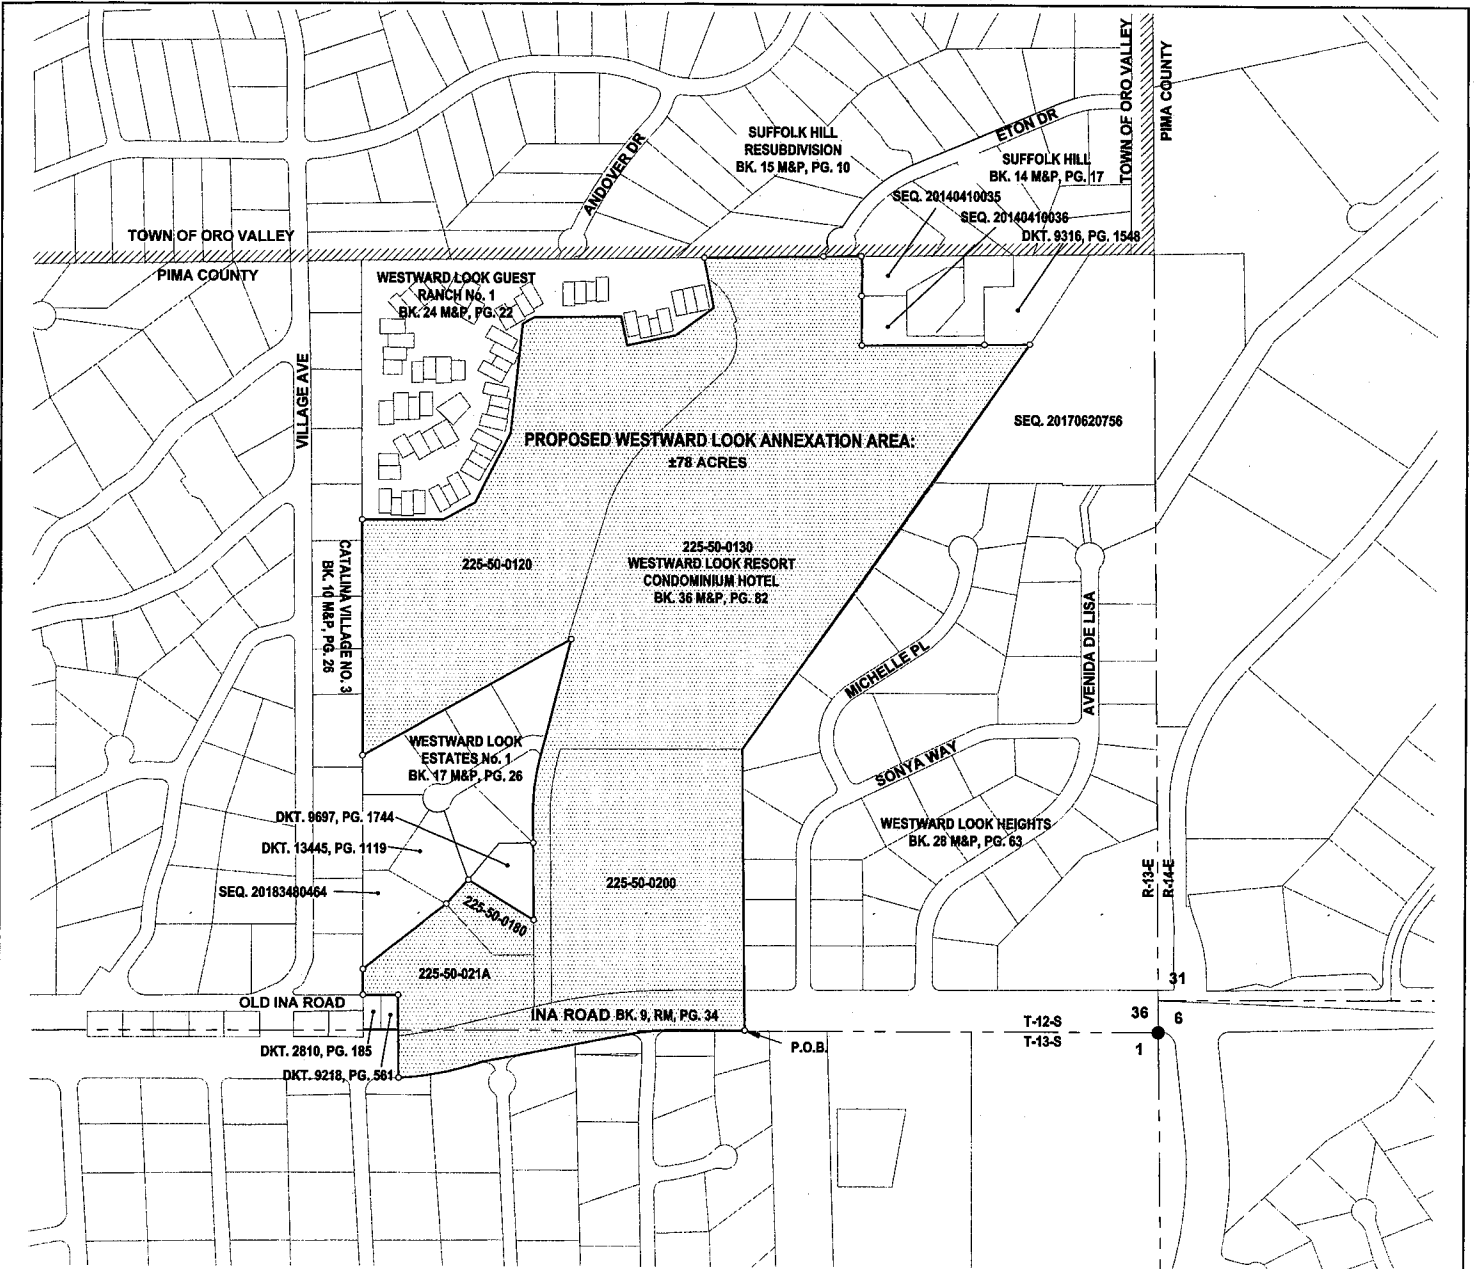 TOWN OF ORO VALLEY
PIMA COUNTY
ETON DR
SUFFOLK HILL
RESUBDIVISION
BK. 15 M&P, PG. 10
ANDOVER DR
SUFFOLK HILL
BK. 14 M&P, PG. 17
SEQ. 20140410035
SEQ. 20140410036
DKT. 9316, PG. 1548
TOWN OF ORO VALLEY
PIMA COUNTY
WESTWARD LOOK GUEST
RANCH No. 1
BK. 24 M&P, PG. 22
VILLAGE AVE
SEQ. 20170620756
PROPOSED WESTWARD LOOK ANNEXATION AREA:
±78 ACRES
CATALINA VILLAGE NO. 3
BK. 10 M&P, PG. 26
225-50-0120
225-50-0130
WESTWARD LOOK RESORT
CONDOMINIUM HOTEL
BK. 36 M&P, PG. 82
MICHELLE PL
AVENIDA DE LISA
SONYA WAY
WESTWARD LOOK
ESTATES No. 1
BK. 17 M&P, PG. 26
DKT. 9697, PG. 1744
DKT. 13445, PG. 1119
SEQ. 20183480464
WESTWARD LOOK HEIGHTS
BK. 28 M&P, PG. 63
225-50-0200
225-50-0180
225-50-021A
R-13-E
R-14-E
OLD INA ROAD
INA ROAD BK. 9, RM, PG. 34
31
36
6
1
T-12-S
T-13-S
P.O.B.
DKT. 2810, PG. 185
DKT. 9218, PG. 561